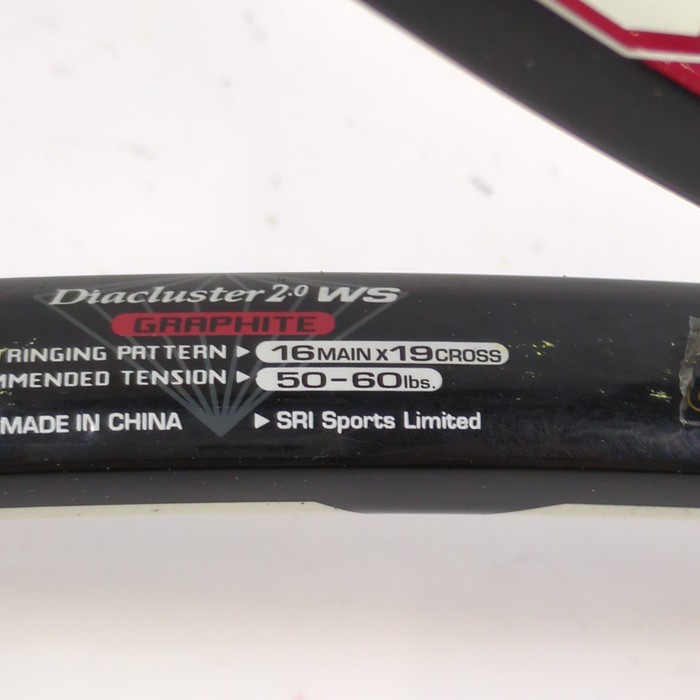 Diacluster 2.0 WS
GRAPHITE
RINGING PATTERN ▶ 16 MAIN x 19 CROSS
MMENDED TENSION ▶ 50-60lbs.
MADE IN CHINA ▶ SRI Sports Limited